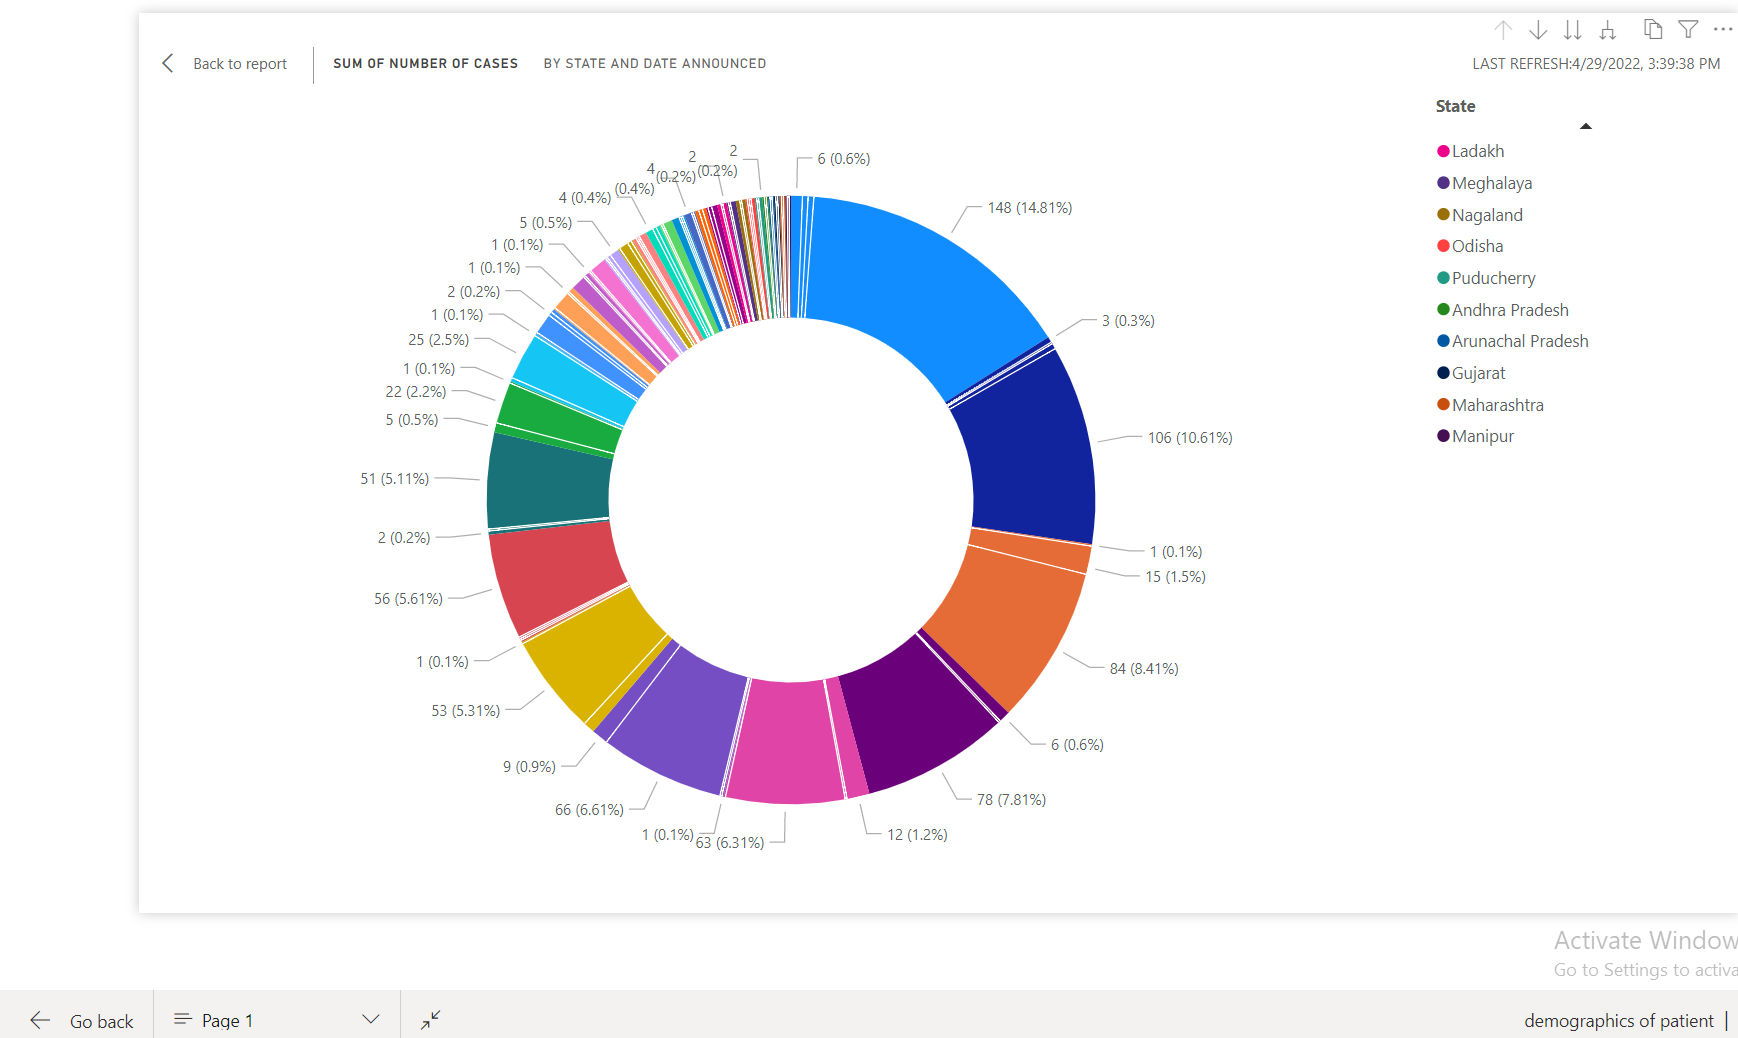 Back to report
SUM OF NUMBER OF CASES
BY STATE AND DATE ANNOUNCED
LAST REFRESH:4/29/2022, 3:39:38 PM
State
Ladakh
Meghalaya
Nagaland
Odisha
Puducherry
Andhra Pradesh
Arunachal Pradesh
Gujarat
Maharashtra
Manipur
6 (0.6%)
148 (14.81%)
3 (0.3%)
106 (10.61%)
1 (0.1%)
15 (1.5%)
84 (8.41%)
6 (0.6%)
78 (7.81%)
12 (1.2%)
63 (6.31%)
1 (0.1%)
66 (6.61%)
9 (0.9%)
53 (5.31%)
1 (0.1%)
56 (5.61%)
2 (0.2%)
51 (5.11%)
5 (0.5%)
22 (2.2%)
1 (0.1%)
25 (2.5%)
1 (0.1%)
2 (0.2%)
1 (0.1%)
1 (0.1%)
5 (0.5%)
4 (0.4%)
4
(0.4%)
2
(0.2%)
2
(0.2%)
Activate Window
Go to Settings to activa
Go back
Page 1
demographics of patient